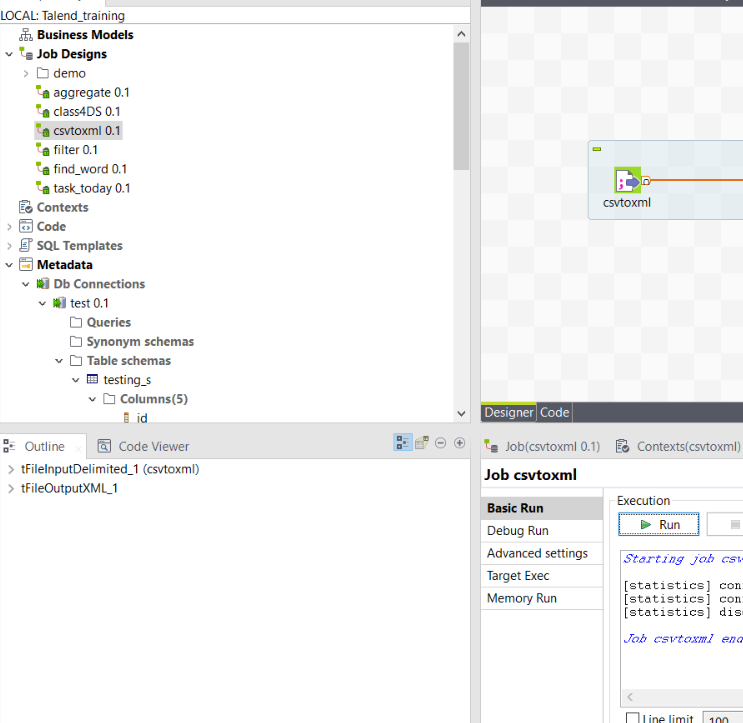 LOCAL: Talend_training
Business Models
Job Designs
demo
aggregate 0.1
class4DS 0.1
csvtoxml 0.1
filter 0.1
find_word 0.1
task_today 0.1
Contexts
Code
SQL Templates
Metadata
Db Connections
test 0.1
Queries
Synonym schemas
Table schemas
testing_s
Columns(5)
id
csvtoxml
Designer
Code
Outline
Code Viewer
tFileInputDelimited_1 (csvtoxml)
tFileOutputXML_1
Job(csvtoxml 0.1)
Contexts(csvtoxml)
Job csvtoxml
Basic Run
Debug Run
Advanced settings
Target Exec
Memory Run
Execution
Run
Starting job csv
[statistics] con
[statistics] con
[statistics] dis
Job csvtoxml end
Line limit
100